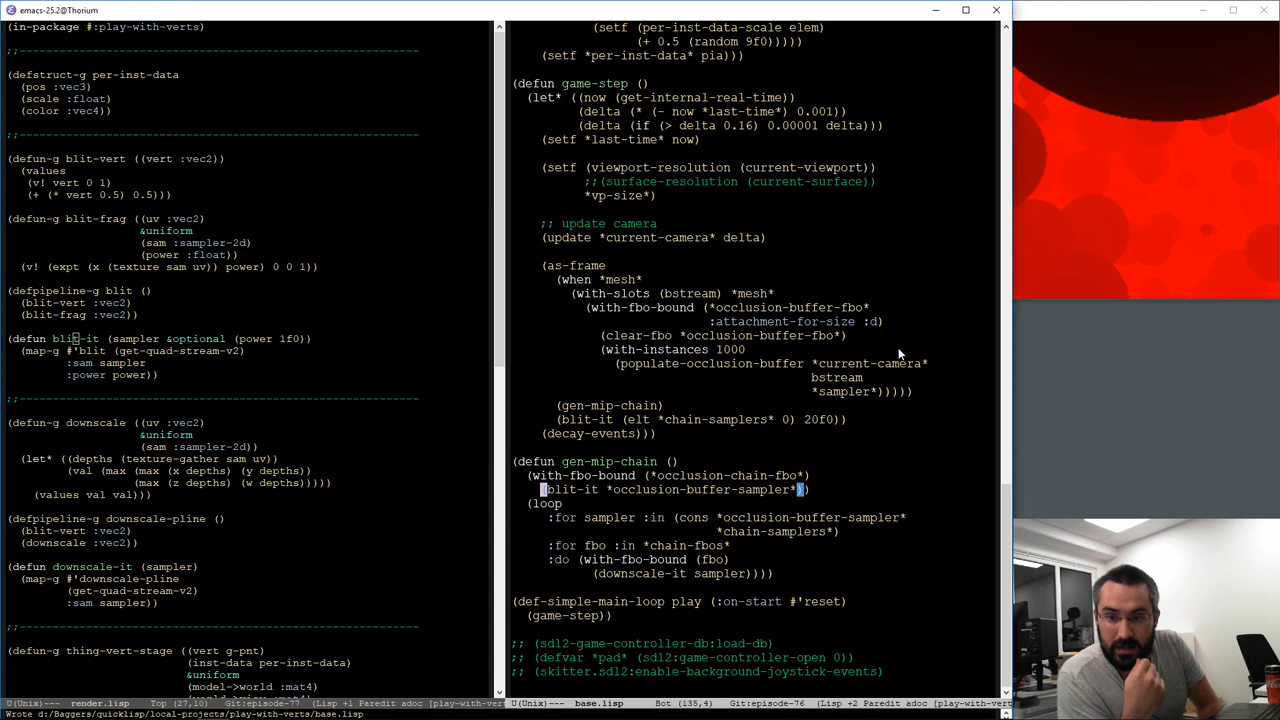 emacs-25.2@Thorium
(in-package #:play-with-verts)
;;------------------------------------------------------------------
(defstruct-g per-inst-data
  (pos :vec3)
  (scale :float)
  (color :vec4))
;;------------------------------------------------------------------
(defun-g blit-vert ((vert :vec2))
  (values
   (v! vert 0 1)
   (+ (* vert 0.5) 0.5)))
(defun-g blit-frag ((uv :vec2)
                    &uniform
                    (sam :sampler-2d)
                    (power :float))
  (v! (expt (x (texture sam uv)) power) 0 0 1))
(defpipeline-g blit ()
  (blit-vert :vec2)
  (blit-frag :vec2))
(defun blit-it (sampler &optional (power 1f0))
  (map-g #'blit (get-quad-stream-v2)
         :sam sampler
         :power power))
;;------------------------------------------------------------------
(defun-g downscale ((uv :vec2)
                    &uniform
                    (sam :sampler-2d))
  (let* ((depths (texture-gather sam uv))
         (val (max (max (x depths) (y depths))
                   (max (z depths) (w depths)))))
    (values val val)))
(defpipeline-g downscale-pline ()
  (blit-vert :vec2)
  (downscale :vec2))
(defun downscale-it (sampler)
  (map-g #'downscale-pline
         (get-quad-stream-v2)
         :sam sampler))
;;------------------------------------------------------------------
(defun-g thing-vert-stage ((vert g-pnt)
                           (inst-data per-inst-data)
                           &uniform
                           (model->world :mat4)
U(Unix)--- render.lisp Top (27,10) Git:episode-77 (Lisp +1 Paredit adoc [play-with-ver
            (setf (per-inst-data-scale elem)
                  (+ 0.5 (random 9f0)))))
    (setf *per-inst-data* pia)))
(defun game-step ()
  (let* ((now (get-internal-real-time))
         (delta (* (- now *last-time*) 0.001))
         (delta (if (> delta 0.16) 0.00001 delta)))
    (setf *last-time* now)
    (setf (viewport-resolution (current-viewport))
          ;;(surface-resolution (current-surface))
          *vp-size*)
    ;; update camera
    (update *current-camera* delta)
    (as-frame
      (when *mesh*
        (with-slots (bstream) *mesh*
          (with-fbo-bound (*occlusion-buffer-fbo*
                           :attachment-for-size :d)
            (clear-fbo *occlusion-buffer-fbo*)
            (with-instances 1000
              (populate-occlusion-buffer *current-camera*
                                         bstream
                                         *sampler*)))))
      (gen-mip-chain)
      (blit-it (elt *chain-samplers* 0) 20f0))
    (decay-events)))
(defun gen-mip-chain ()
  (with-fbo-bound (*occlusion-chain-fbo*)
    (blit-it *occlusion-buffer-sampler*))
  (loop
     :for sampler :in (cons *occlusion-buffer-sampler*
                            *chain-samplers*)
     :for fbo :in *chain-fbos*
     :do (with-fbo-bound (fbo)
           (downscale-it sampler))))
(def-simple-main-loop play (:on-start #'reset)
  (game-step))
;; (sdl2-game-controller-db:load-db)
;; (defvar *pad* (sdl2:game-controller-open 0))
;; (skitter.sdl2:enable-background-joystick-events)
U(Unix)--- base.lisp Bot (135,4) Git:episode-76 (Lisp +2 Paredit adoc [play-with-vert
Wrote d:/Baggers/quicklisp/local-projects/play-with-verts/base.lisp